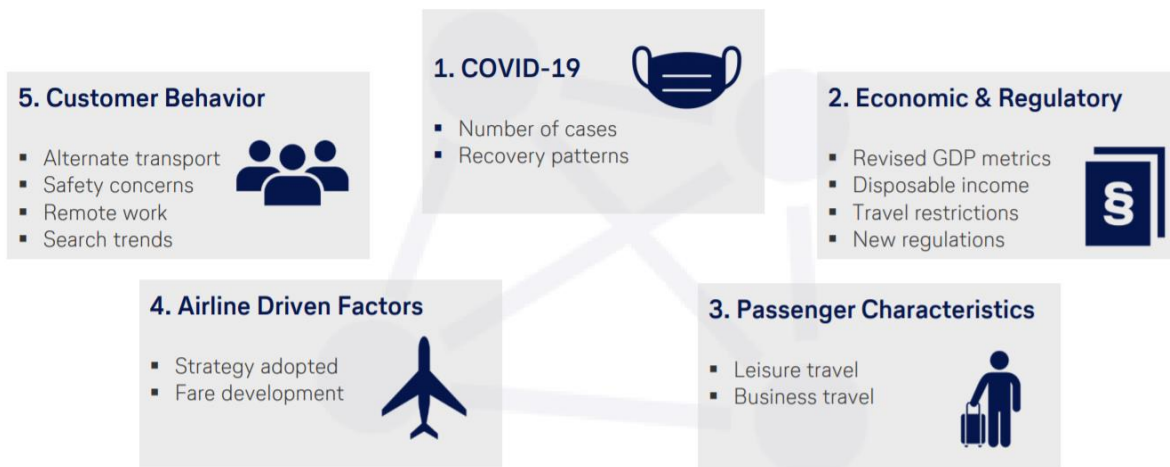 1. COVID-19
▪ Number of cases
▪ Recovery patterns
2. Economic & Regulatory
▪ Revised GDP metrics
▪ Disposable income
▪ Travel restrictions
▪ New regulations
§
3. Passenger Characteristics
▪ Leisure travel
▪ Business travel
4. Airline Driven Factors
▪ Strategy adopted
▪ Fare development
5. Customer Behavior
▪ Alternate transport
▪ Safety concerns
▪ Remote work
▪ Search trends